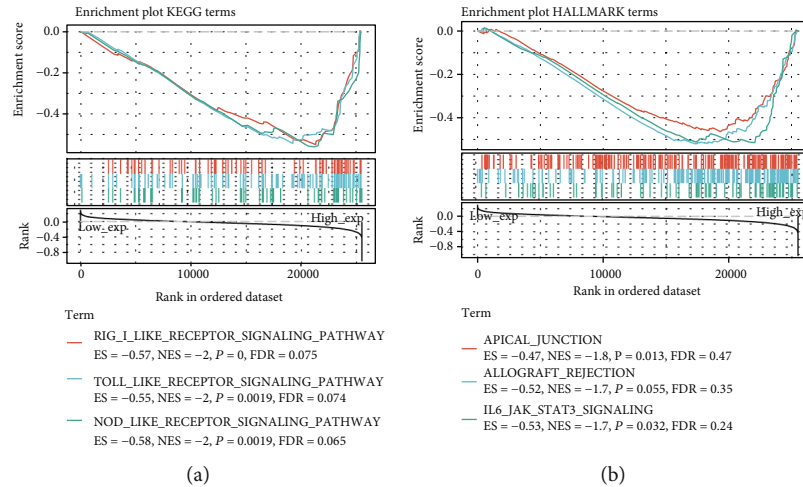 Enrichment plot KEGG terms
0.0
−0.2
−0.4
Enrichment score
0.0
−0.4
−0.8
Rank
Low_exp
High_exp
0
10000
20000
Rank in ordered dataset
Term
RIG_I_LIKE_RECEPTOR_SIGNALING_PATHWAY
ES = −0.57, NES = −2, P = 0, FDR = 0.075
TOLL_LIKE_RECEPTOR_SIGNALING_PATHWAY
ES = −0.55, NES = −2, P = 0.0019, FDR = 0.074
NOD_LIKE_RECEPTOR_SIGNALING_PATHWAY
ES = −0.58, NES = −2, P = 0.0019, FDR = 0.065
(a)
Enrichment plot HALLMARK terms
0.0
−0.2
−0.4
Enrichment score
0.0
−0.4
−0.8
Rank
Low_exp
High_exp
0
10000
20000
Rank in ordered dataset
Term
APICAL_JUNCTION
ES = −0.47, NES = −1.8, P = 0.013, FDR = 0.47
ALLOGRAFT_REJECTION
ES = −0.52, NES = −1.7, P = 0.055, FDR = 0.35
IL6_JAK_STAT3_SIGNALING
ES = −0.53, NES = −1.7, P = 0.032, FDR = 0.24
(b)